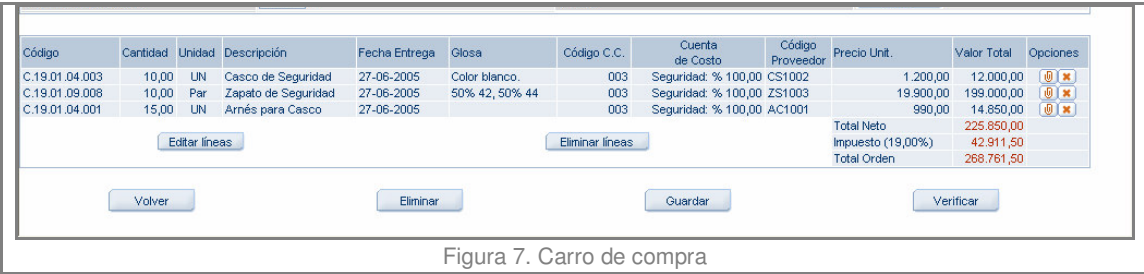 Código Cantidad Unidad Descripción Fecha Entrega Glosa Código C.C. Cuenta de Costo Código Proveedor Precio Unit. Valor Total Opciones
C.19.01.04.003 10,00 UN Casco de Seguridad 27-06-2005 Color blanco. 003 Seguridad: % 100,00 CS1002 1.200,00 12.000,00
C.19.01.09.008 10,00 Par Zapato de Seguridad 27-06-2005 50% 42, 50% 44 003 Seguridad: % 100,00 ZS1003 19.900,00 199.000,00
C.19.01.04.001 15,00 UN Arnés para Casco 27-06-2005 003 Seguridad: % 100,00 AC1001 990,00 14.850,00
Total Neto 225.850,00
Editar líneas Eliminar líneas Impuesto (19,00%) 42.911,50
Total Orden 268.761,50
Volver Eliminar Guardar Verificar
Figura 7. Carro de compra